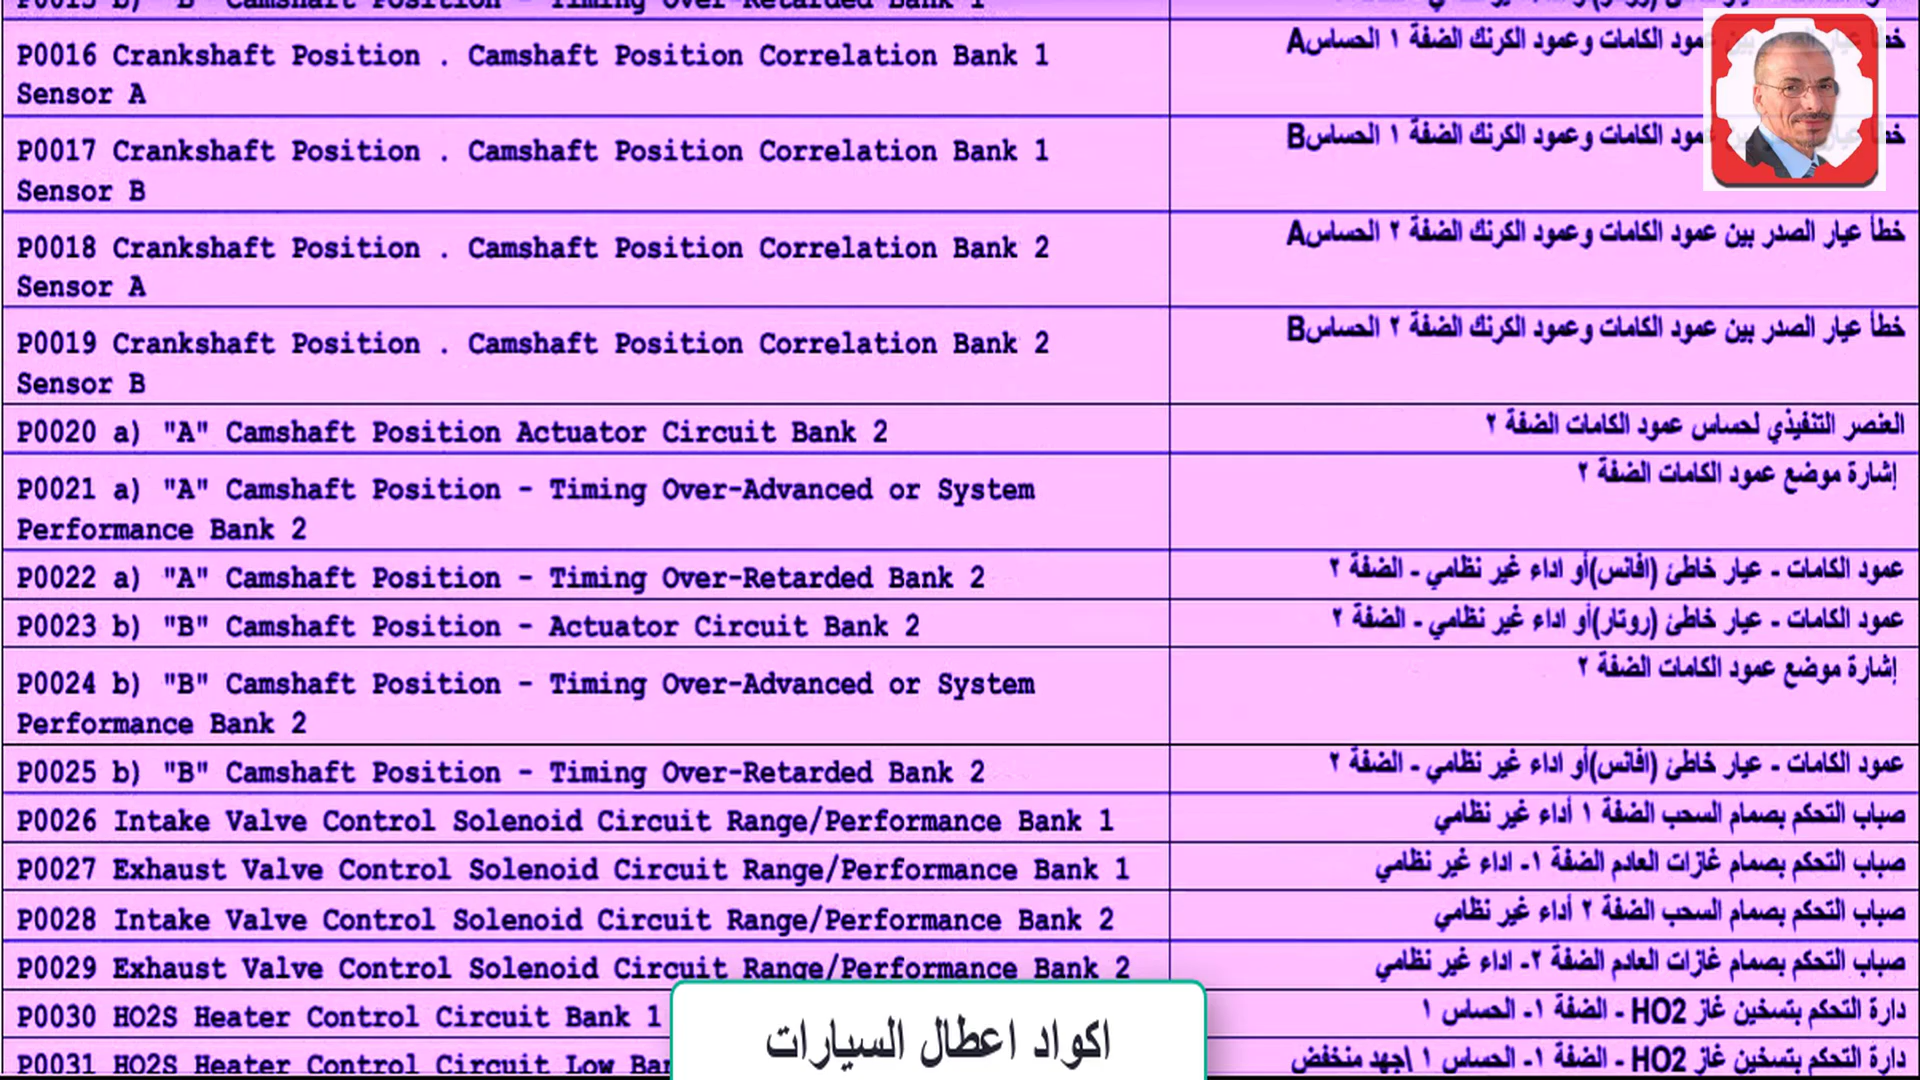 P0016 Crankshaft Position . Camshaft Position Correlation Bank 1
Sensor A
عمود الكامات وعمود الكرنك الضفة ١ الحساسA
P0017 Crankshaft Position . Camshaft Position Correlation Bank 1
Sensor B
عمود الكامات وعمود الكرنك الضفة ١ الحساسB
P0018 Crankshaft Position . Camshaft Position Correlation Bank 2
Sensor A
خطأ عيار الصدر بين عمود الكامات وعمود الكرنك الضفة ٢ الحساسA
P0019 Crankshaft Position . Camshaft Position Correlation Bank 2
Sensor B
خطأ عيار الصدر بين عمود الكامات وعمود الكرنك الضفة ٢ الحساسB
P0020 a) "A" Camshaft Position Actuator Circuit Bank 2
العنصر التنفيذي لحساس عمود الكامات الضفة ٢
P0021 a) "A" Camshaft Position - Timing Over-Advanced or System
Performance Bank 2
إشارة موضع عمود الكامات الضفة ٢
P0022 a) "A" Camshaft Position - Timing Over-Retarded Bank 2
عمود الكامات - عيار خاطئ (افانس)أو اداء غير نظامي - الضفة ٢
P0023 b) "B" Camshaft Position - Actuator Circuit Bank 2
عمود الكامات - عيار خاطئ (روتار)أو اداء غير نظامي - الضفة ٢
P0024 b) "B" Camshaft Position - Timing Over-Advanced or System
Performance Bank 2
إشارة موضع عمود الكامات الضفة ٢
P0025 b) "B" Camshaft Position - Timing Over-Retarded Bank 2
عمود الكامات - عيار خاطئ (افانس)أو اداء غير نظامي - الضفة ٢
P0026 Intake Valve Control Solenoid Circuit Range/Performance Bank 1
صباب التحكم بصمام السحب الضفة ١ أداء غير نظامي
P0027 Exhaust Valve Control Solenoid Circuit Range/Performance Bank 1
صباب التحكم بصمام غازات العادم الضفة ١- اداء غير نظامي
P0028 Intake Valve Control Solenoid Circuit Range/Performance Bank 2
صباب التحكم بصمام السحب الضفة ٢ أداء غير نظامي
P0029 Exhaust Valve Control Solenoid Circuit Range/Performance Bank 2
صباب التحكم بصمام غازات العادم الضفة ٢- اداء غير نظامي
P0030 HO2S Heater Control Circuit Bank 1
دارة التحكم بتسخين غاز HO2 - الضفة ١- الحساس ١
P0031 HO2S Heater Control Circuit Low
دارة التحكم بتسخين غاز HO2 - الضفة ١- الحساس ١ \جهد منخفض
اكواد اعطال السيارات